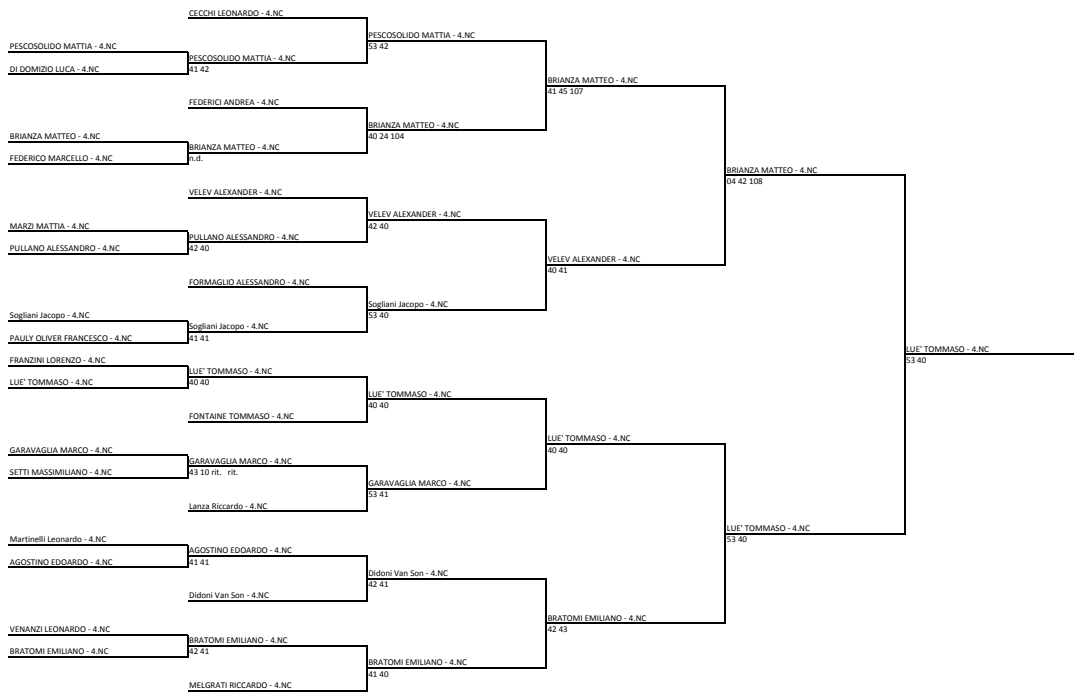 CECCHI LEONARDO - 4.NC
PESCOSOLIDO MATTIA - 4.NC
53 42
PESCOSOLIDO MATTIA - 4.NC
PESCOSOLIDO MATTIA - 4.NC
41 42
DI DOMIZIO LUCA - 4.NC
BRIANZA MATTEO - 4.NC
41 45 107
FEDERICI ANDREA - 4.NC
BRIANZA MATTEO - 4.NC
40 24 104
BRIANZA MATTEO - 4.NC
BRIANZA MATTEO - 4.NC
n.d.
FEDERICO MARCELLO - 4.NC
BRIANZA MATTEO - 4.NC
04 42 108
VELEV ALEXANDER - 4.NC
VELEV ALEXANDER - 4.NC
42 40
MARZI MATTIA - 4.NC
PULLANO ALESSANDRO - 4.NC
42 40
PULLANO ALESSANDRO - 4.NC
VELEV ALEXANDER - 4.NC
40 41
FORMAGLIO ALESSANDRO - 4.NC
Sogliani Jacopo - 4.NC
53 40
Sogliani Jacopo - 4.NC
Sogliani Jacopo - 4.NC
41 41
PAULY OLIVER FRANCESCO - 4.NC
LUE' TOMMASO - 4.NC
53 40
FRANZINI LORENZO - 4.NC
LUE' TOMMASO - 4.NC
40 40
LUE' TOMMASO - 4.NC
LUE' TOMMASO - 4.NC
40 40
FONTAINE TOMMASO - 4.NC
LUE' TOMMASO - 4.NC
40 40
GARAVAGLIA MARCO - 4.NC
GARAVAGLIA MARCO - 4.NC
43 10 rit. rit.
SETTI MASSIMILIANO - 4.NC
GARAVAGLIA MARCO - 4.NC
53 41
Lanza Riccardo - 4.NC
LUE' TOMMASO - 4.NC
53 40
Martinelli Leonardo - 4.NC
AGOSTINO EDOARDO - 4.NC
41 41
AGOSTINO EDOARDO - 4.NC
Didoni Van Son - 4.NC
42 41
Didoni Van Son - 4.NC
BRATOMI EMILIANO - 4.NC
42 43
VENANZI LEONARDO - 4.NC
BRATOMI EMILIANO - 4.NC
42 41
BRATOMI EMILIANO - 4.NC
BRATOMI EMILIANO - 4.NC
41 40
MELGRATI RICCARDO - 4.NC